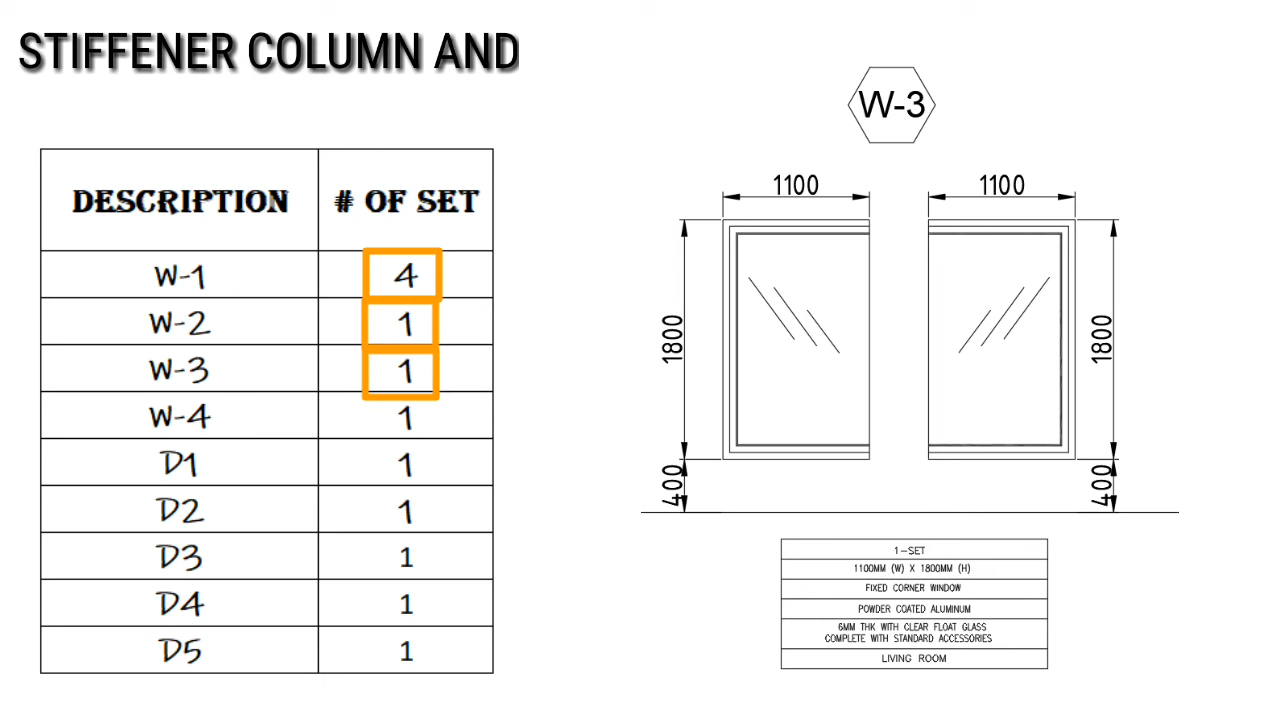 STIFFENER COLUMN AND
DESCRIPTION # OF SET
W-1 4
W-2 1
W-3 1
W-4 1
D1 1
D2 1
D3 1
D4 1
D5 1
W-3
1100 1100
1800 1800
400 400
1-SET
1100MM (W) X 1800MM (H)
FIXED CORNER WINDOW
POWDER COATED ALUMINUM
6MM THK WITH CLEAR FLOAT GLASS
COMPLETE WITH STANDARD ACCESSORIES
LIVING ROOM